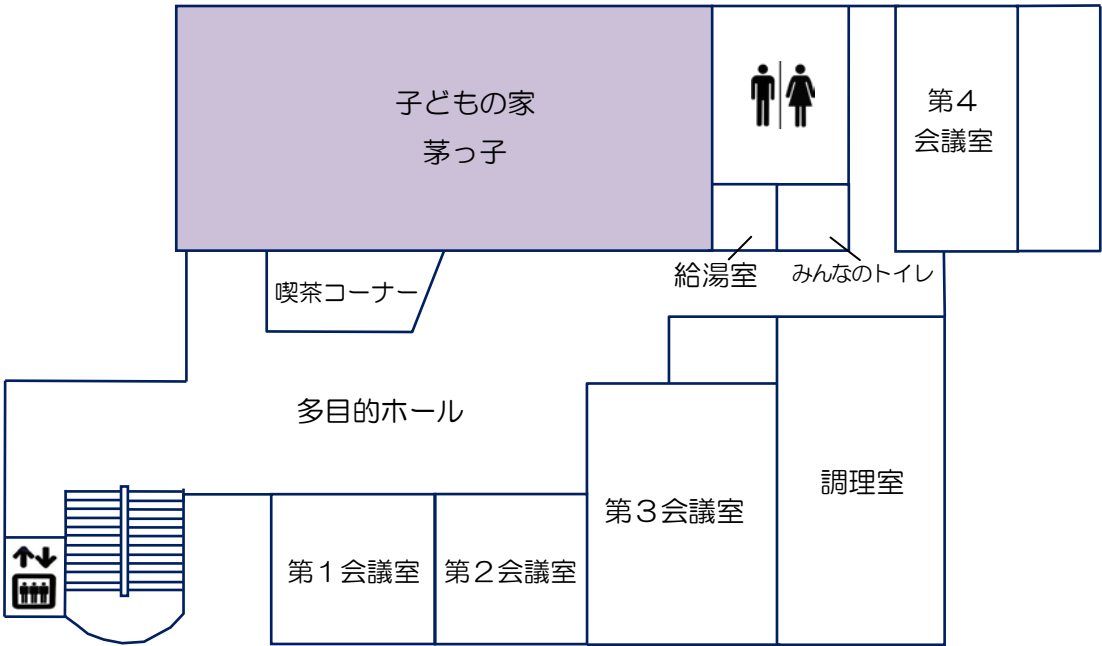 子どもの家
茅っ子
第４
会議室
給湯室
みんなのトイレ
喫茶コーナー
多目的ホール
調理室
第３会議室
第１会議室
第２会議室